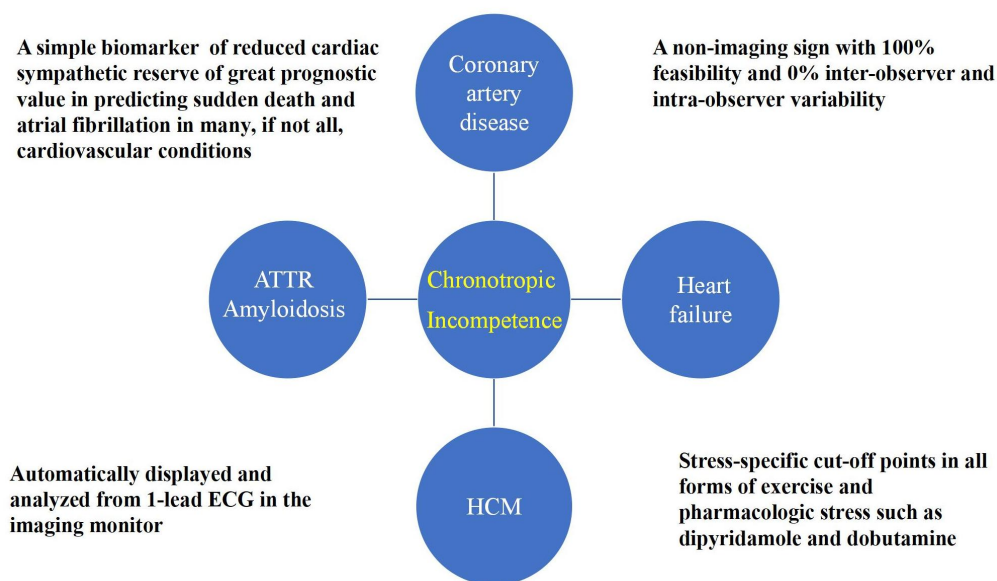 A simple biomarker of reduced cardiac
sympathetic reserve of great prognostic
value in predicting sudden death and
atrial fibrillation in many, if not all,
cardiovascular conditions
Coronary
artery
disease
A non-imaging sign with 100%
feasibility and 0% inter-observer and
intra-observer variability
ATTR
Amyloidosis
Chronotropic
Incompetence
Heart
failure
Automatically displayed and
analyzed from 1-lead ECG in the
imaging monitor
HCM
Stress-specific cut-off points in all
forms of exercise and
pharmacologic stress such as
dipyridamole and dobutamine